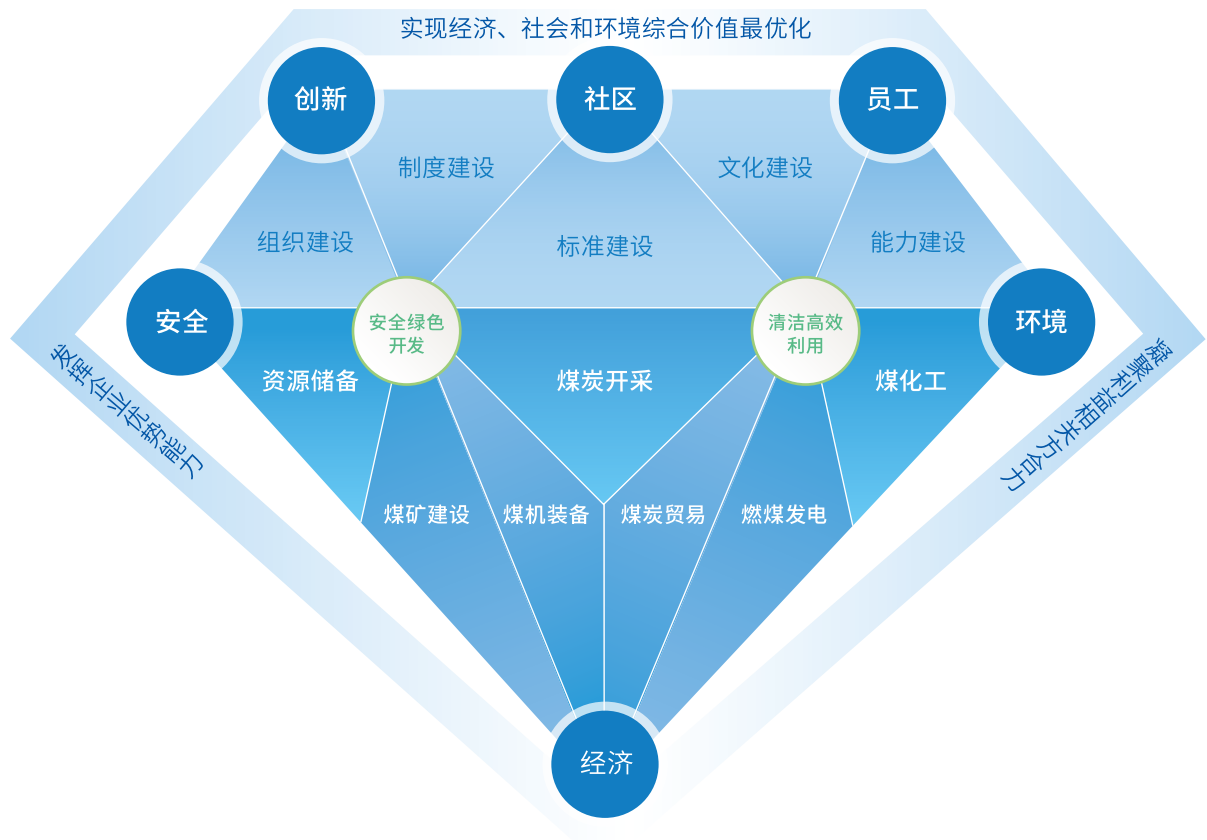 实现经济、社会和环境综合价值最优化
创新
社区
员工
制度建设
文化建设
组织建设
标准建设
能力建设
安全
安全绿色
开发
清洁高效
利用
环境
资源储备
煤炭开采
煤化工
发挥企业优势能力
凝聚利益相关方合力
煤矿建设
煤机装备
煤炭贸易
燃煤发电
经济